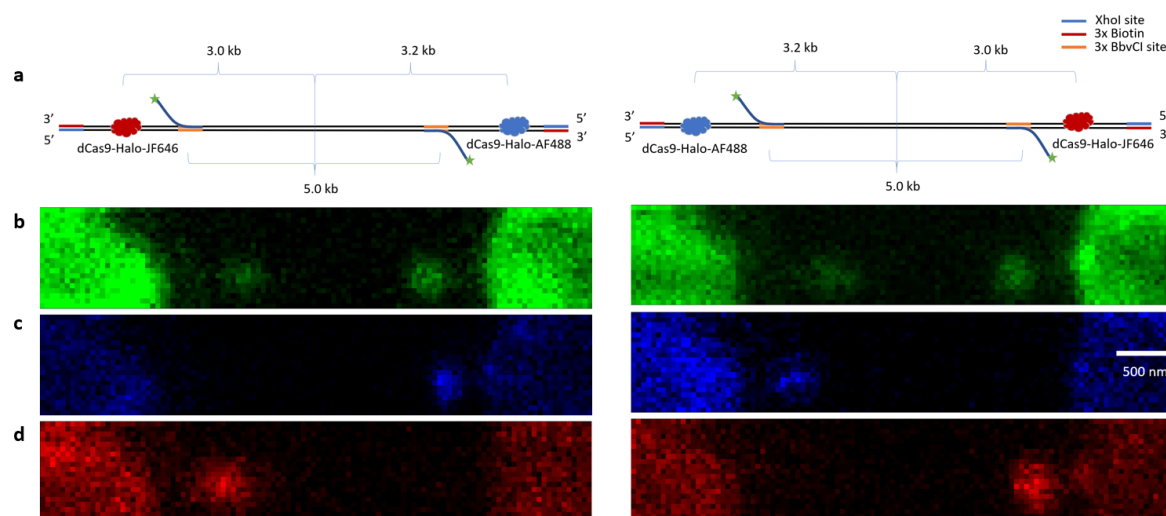 XhoI site
3x Biotin
3x BbvCI site
a
3.0 kb
3.2 kb
3’
5’
5’
3’
dCas9-Halo-JF646
dCas9-Halo-AF488
5.0 kb
3.2 kb
3.0 kb
3’
5’
5
3
dCas9-Halo-AF488
dCas9-Halo-JF646
5.0 kb
b
c
500 nm
d